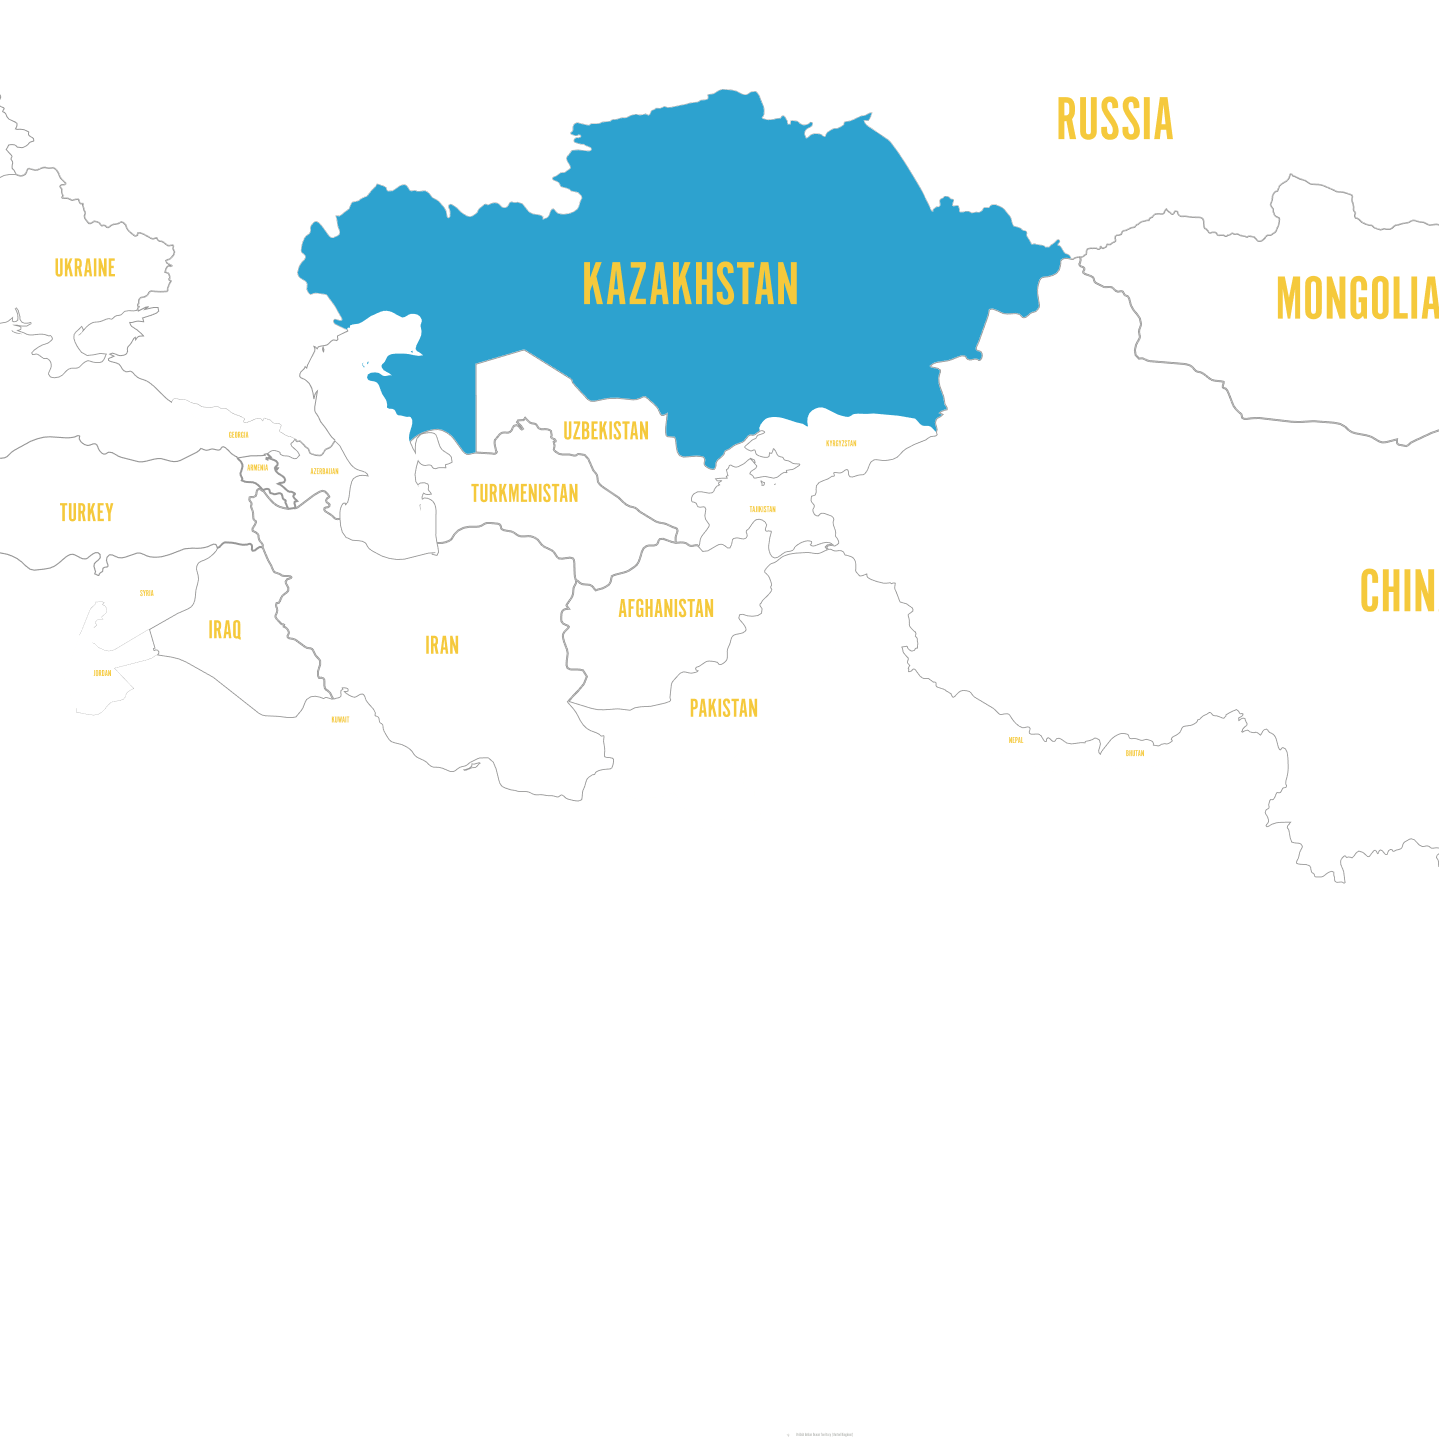 RUSSIA
UKRAINE
KAZAKHSTAN
MONGOLIA
GEORGIA
UZBEKISTAN
KYRGYZSTAN
ARMENIA
AZERBAIJAN
TURKMENISTAN
TURKEY
TAJIKISTAN
SYRIA
CHIN
AFGHANISTAN
IRAQ
IRAN
JORDAN
PAKISTAN
KUWAIT
NEPAL
BHUTAN